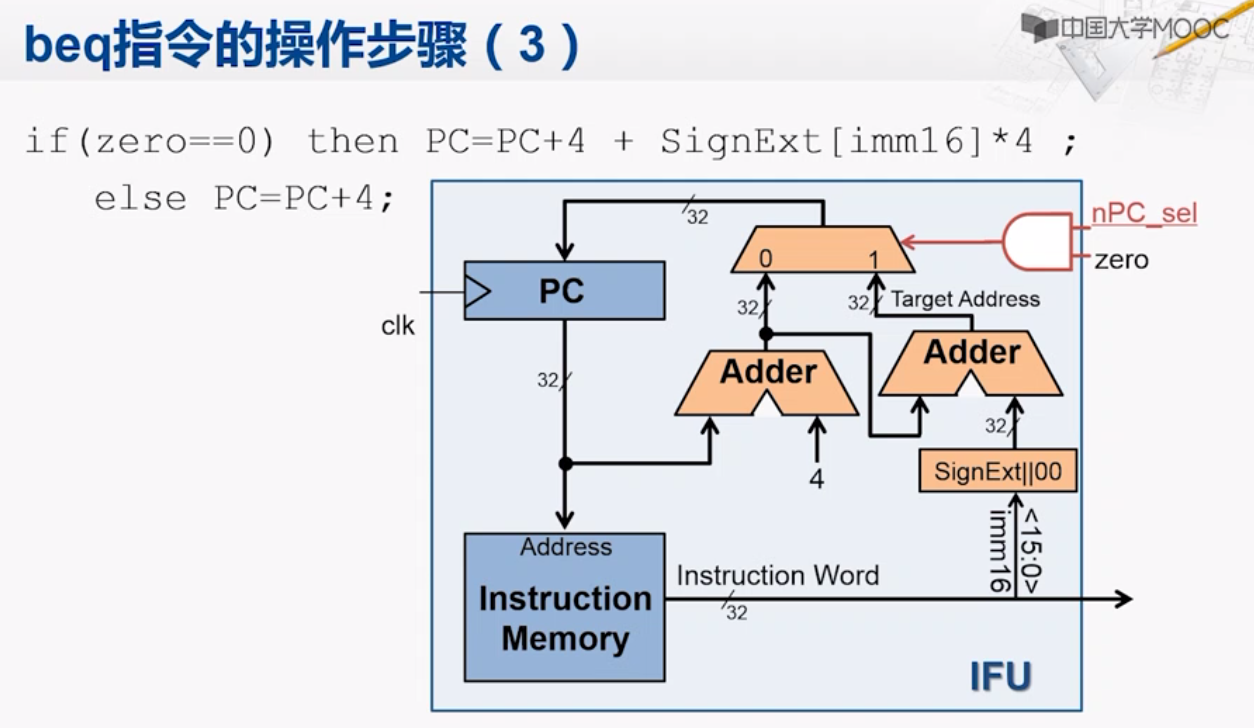 beq指令的操作步骤（3）
中国大学MOOC
if(zero==0) then PC=PC+4 + SignExt[imm16]*4 ;
else PC=PC+4;
32
nPC_sel
zero
0
1
PC
clk
32
32
Target Address
32
Adder
Adder
32
4
SignExt||00
<15:0>
imm16
Address
Instruction
Memory
Instruction Word
32
IFU